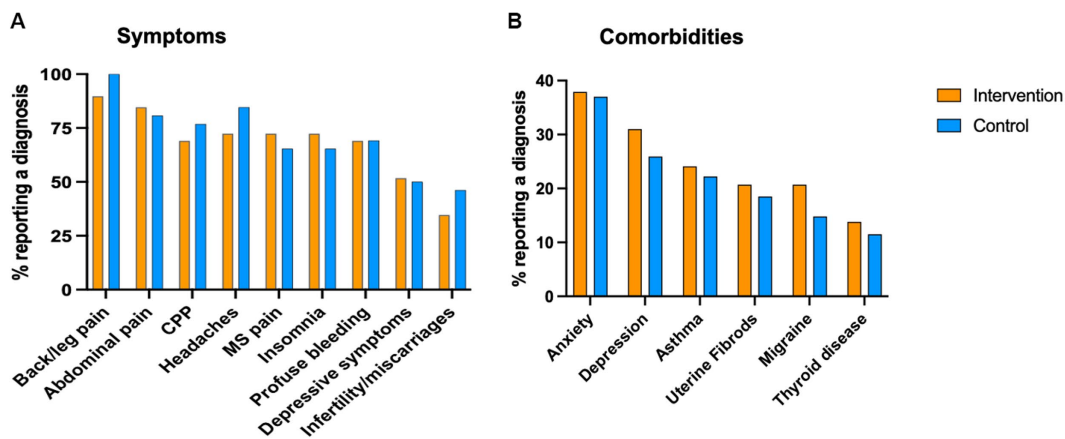 A
Symptoms
% reporting a diagnosis
100
75
50
25
0
Back/leg pain
Abdominal pain
CPP
Headaches
MS pain
Insomnia
Profuse bleeding
Depressive symptoms
Infertility/miscarriages
B
Comorbidities
% reporting a diagnosis
40
30
20
10
0
Anxiety
Depression
Asthma
Uterine Fibrods
Migraine
Thyroid disease
Intervention
Control